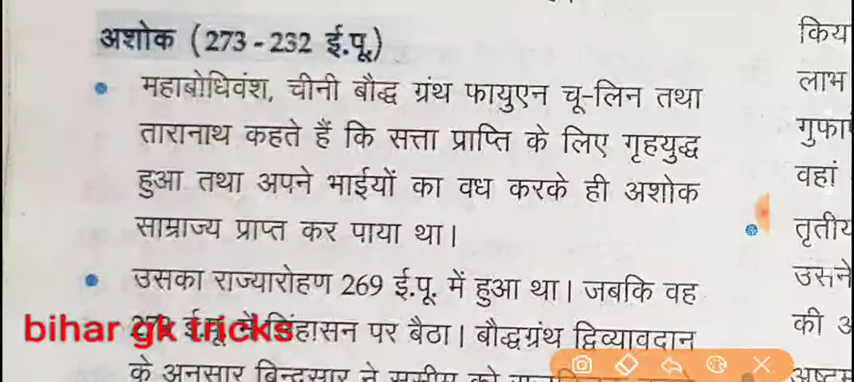 अशोक (273 - 232 ई.पू.)
महाबोधिवंश, चीनी बौद्ध ग्रंथ फायुएन चू-लिन तथा
तारानाथ कहते हैं कि सत्ता प्राप्ति के लिए गृहयुद्ध
हुआ तथा अपने भाईयों का वध करके ही अशोक
साम्राज्य प्राप्त कर पाया था।
उसका राज्यारोहण 269 ई.पू. में हुआ था। जबकि वह
ई.पू. में सिंहासन पर बैठा। बौद्धग्रंथ द्विव्यावदान
के अनुसार बिन्दुसार ने सुसीम को
bihar gk tricks
किय
लाभ
गुफा
वहां
तृतीय
उसने
की
अष्टम